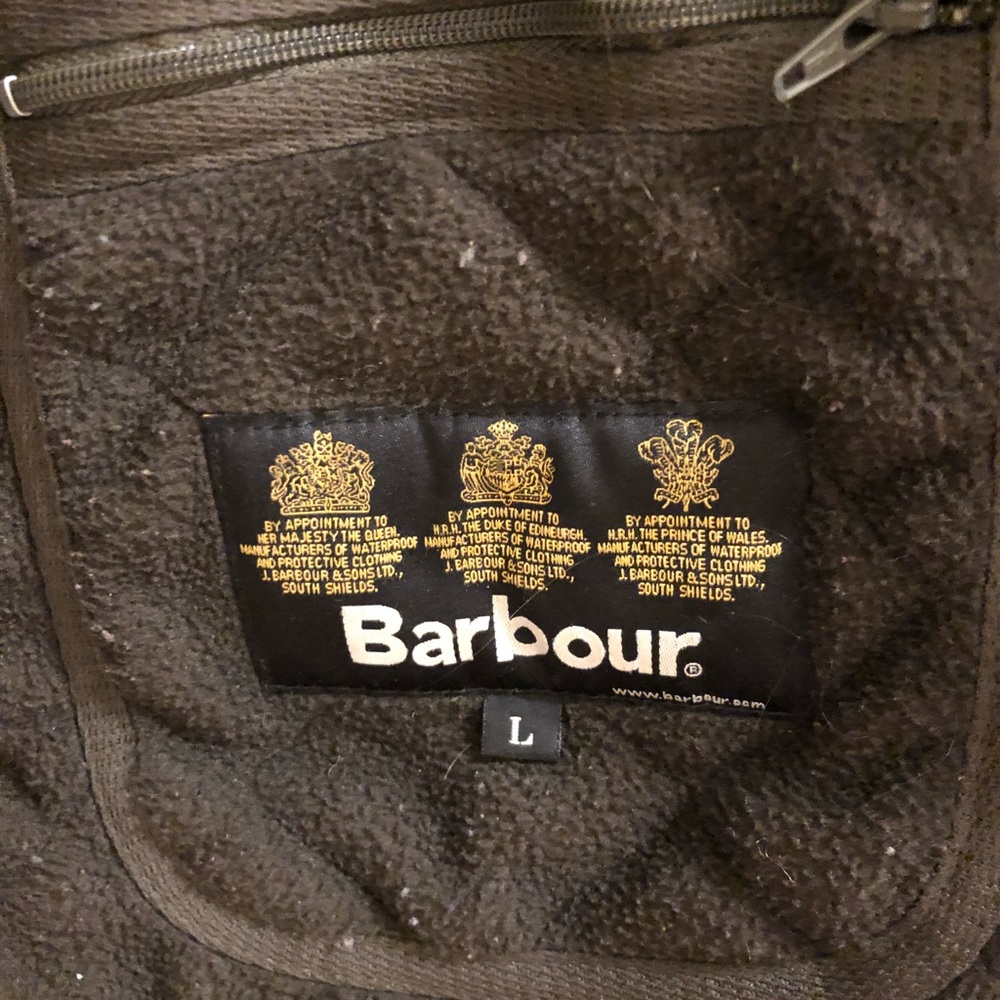 BY APPOINTMENT TO
HER MAJESTY THE QUEEN.
MANUFACTURERS OF WATERPROOF
AND PROTECTIVE CLOTHING
J. BARBOUR & SONS LTD.,
SOUTH SHIELDS.
BY APPOINTMENT TO
H.R.H. THE DUKE OF EDINBURGH.
MANUFACTURERS OF WATERPROOF
AND PROTECTIVE CLOTHING
J. BARBOUR & SONS LTD.,
SOUTH SHIELDS.
BY APPOINTMENT TO
H.R.H. THE PRINCE OF WALES.
MANUFACTURERS OF WATERPROOF
AND PROTECTIVE CLOTHING
J. BARBOUR & SONS LTD.,
SOUTH SHIELDS.
Barbour®
www.barbour.com
L